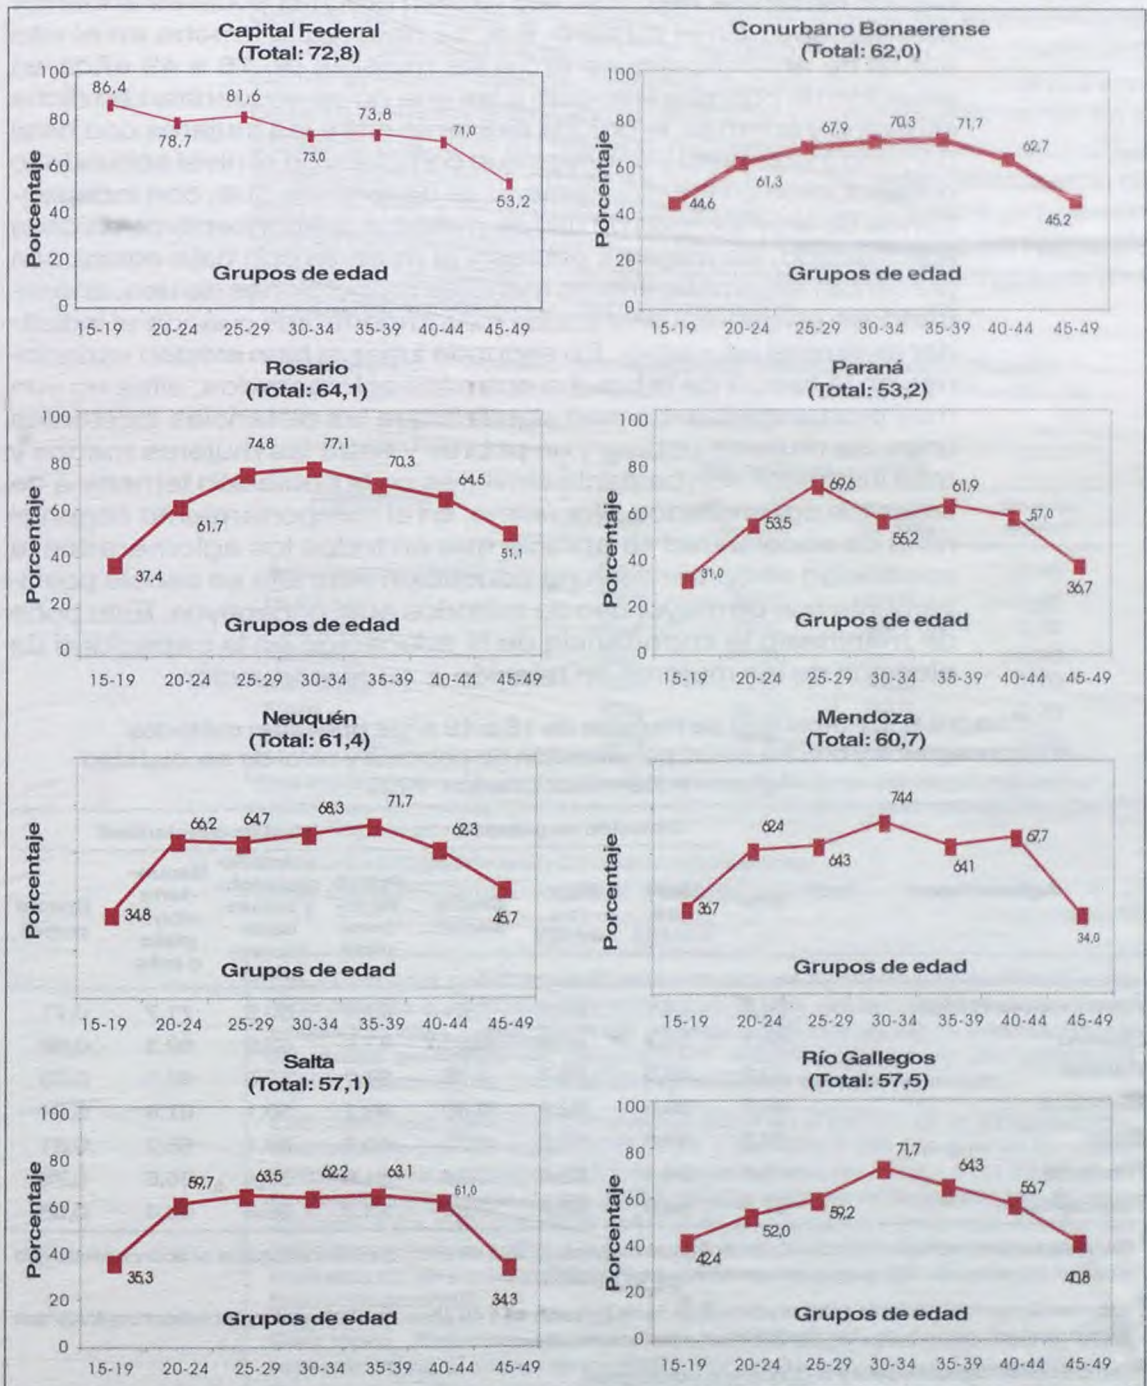 Capital Federal
(Total: 72,8)
100
80
60
40
20
0
Porcentaje
86,4
78,7
81,6
73,0
73,8
71,0
53,2
Grupos de edad
15-19 20-24 25-29 30-34 35-39 40-44 45-49
Conurbano Bonaerense
(Total: 62,0)
100
80
60
40
20
0
Porcentaje
44,6
61,3
67,9
70,3
71,7
62,7
45,2
Grupos de edad
15-19 20-24 25-29 30-34 35-39 40-44 45-49
Rosario
(Total: 64,1)
100
80
60
40
20
0
Porcentaje
37,4
61,7
74,8
77,1
70,3
64,5
51,1
Grupos de edad
15-19 20-24 25-29 30-34 35-39 40-44 45-49
Paraná
(Total: 53,2)
100
80
60
40
20
0
Porcentaje
31,0
53,5
69,6
55,2
61,9
57,0
36,7
Grupos de edad
15-19 20-24 25-29 30-34 35-39 40-44 45-49
Neuquén
(Total: 61,4)
Porcentaje
34,8
66,2
64,7
68,3
71,7
62,3
45,7
Grupos de edad
15-19 20-24 25-29 30-34 35-39 40-44 45-49
Mendoza
(Total: 60,7)
Porcentaje
36,7
62,4
64,3
74,4
64,1
67,7
34,0
Grupos de edad
15-19 20-24 25-29 30-34 35-39 40-44 45-49
Salta
(Total: 57,1)
100
80
60
40
20
0
Porcentaje
35,3
59,7
63,5
62,2
63,1
61,0
34,3
Grupos de edad
15-19 20-24 25-29 30-34 35-39 40-44 45-49
Río Gallegos
(Total: 57,5)
100
80
60
40
20
0
Porcentaje
42,4
52,0
59,2
71,7
64,3
56,7
40,8
Grupos de edad
15-19 20-24 25-29 30-34 35-39 40-44 45-49